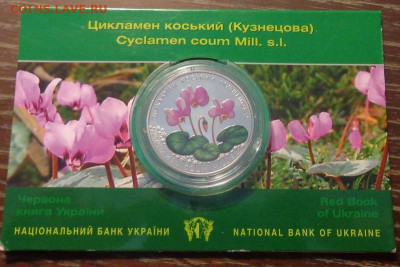 COINS.LAVE.RU
Цикламен коський (Кузнецова)
Cyclamen coum Mill. s.l.
Червона
книга України
Red Book
of Ukraine
НАЦІОНАЛЬНИЙ БАНК УКРАЇНИ
NATIONAL BANK OF UKRAINE